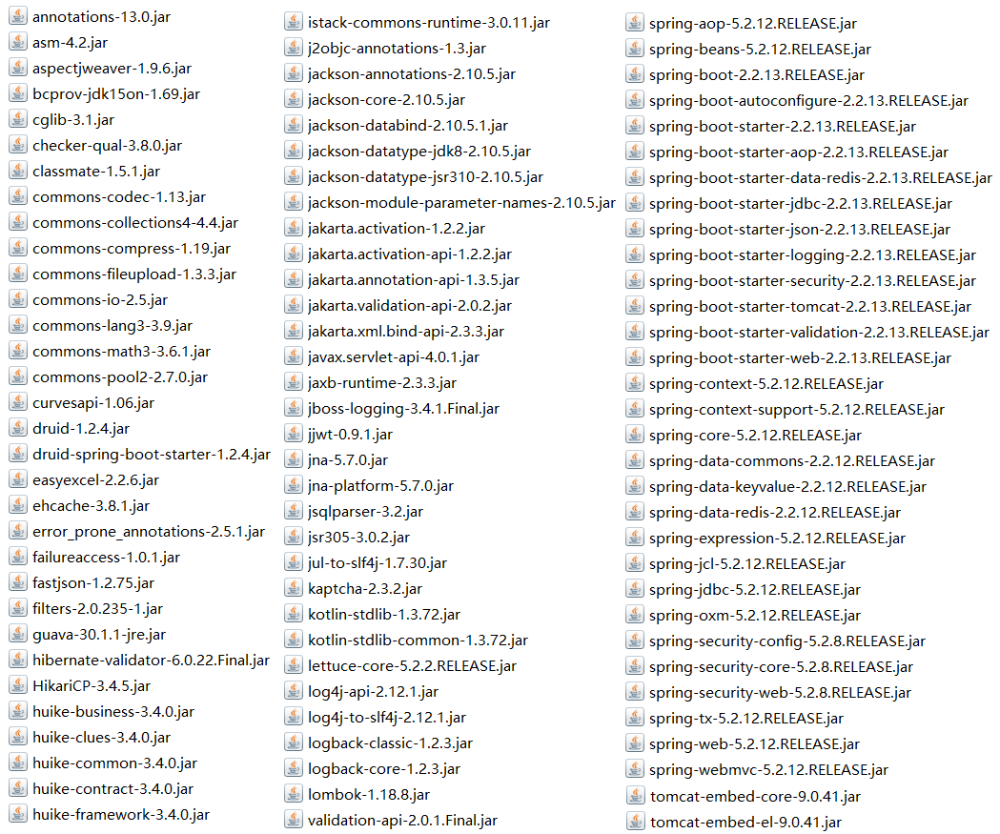 annotations-13.0.jar
asm-4.2.jar
aspectjweaver-1.9.6.jar
bcprov-jdk15on-1.69.jar
cglib-3.1.jar
checker-qual-3.8.0.jar
classmate-1.5.1.jar
commons-codec-1.13.jar
commons-collections4-4.4.jar
commons-compress-1.19.jar
commons-fileupload-1.3.3.jar
commons-io-2.5.jar
commons-lang3-3.9.jar
commons-math3-3.6.1.jar
commons-pool2-2.7.0.jar
curvesapi-1.06.jar
druid-1.2.4.jar
druid-spring-boot-starter-1.2.4.jar
easyexcel-2.2.6.jar
ehcache-3.8.1.jar
error_prone_annotations-2.5.1.jar
failureaccess-1.0.1.jar
fastjson-1.2.75.jar
filters-2.0.235-1.jar
guava-30.1.1-jre.jar
hibernate-validator-6.0.22.Final.jar
HikariCP-3.4.5.jar
huike-business-3.4.0.jar
huike-clues-3.4.0.jar
huike-common-3.4.0.jar
huike-contract-3.4.0.jar
huike-framework-3.4.0.jar
istack-commons-runtime-3.0.11.jar
j2objc-annotations-1.3.jar
jackson-annotations-2.10.5.jar
jackson-core-2.10.5.jar
jackson-databind-2.10.5.1.jar
jackson-datatype-jdk8-2.10.5.jar
jackson-datatype-jsr310-2.10.5.jar
jackson-module-parameter-names-2.10.5.jar
jakarta.activation-1.2.2.jar
jakarta.activation-api-1.2.2.jar
jakarta.annotation-api-1.3.5.jar
jakarta.validation-api-2.0.2.jar
jakarta.xml.bind-api-2.3.3.jar
javax.servlet-api-4.0.1.jar
jaxb-runtime-2.3.3.jar
jboss-logging-3.4.1.Final.jar
jjwt-0.9.1.jar
jna-5.7.0.jar
jna-platform-5.7.0.jar
jsqlparser-3.2.jar
jsr305-3.0.2.jar
jul-to-slf4j-1.7.30.jar
kaptcha-2.3.2.jar
kotlin-stdlib-1.3.72.jar
kotlin-stdlib-common-1.3.72.jar
lettuce-core-5.2.2.RELEASE.jar
log4j-api-2.12.1.jar
log4j-to-slf4j-2.12.1.jar
logback-classic-1.2.3.jar
logback-core-1.2.3.jar
lombok-1.18.8.jar
validation-api-2.0.1.Final.jar
spring-aop-5.2.12.RELEASE.jar
spring-beans-5.2.12.RELEASE.jar
spring-boot-2.2.13.RELEASE.jar
spring-boot-autoconfigure-2.2.13.RELEASE.jar
spring-boot-starter-2.2.13.RELEASE.jar
spring-boot-starter-aop-2.2.13.RELEASE.jar
spring-boot-starter-data-redis-2.2.13.RELEASE.jar
spring-boot-starter-jdbc-2.2.13.RELEASE.jar
spring-boot-starter-json-2.2.13.RELEASE.jar
spring-boot-starter-logging-2.2.13.RELEASE.jar
spring-boot-starter-security-2.2.13.RELEASE.jar
spring-boot-starter-tomcat-2.2.13.RELEASE.jar
spring-boot-starter-validation-2.2.13.RELEASE.jar
spring-boot-starter-web-2.2.13.RELEASE.jar
spring-context-5.2.12.RELEASE.jar
spring-context-support-5.2.12.RELEASE.jar
spring-core-5.2.12.RELEASE.jar
spring-data-commons-2.2.12.RELEASE.jar
spring-data-keyvalue-2.2.12.RELEASE.jar
spring-data-redis-2.2.12.RELEASE.jar
spring-expression-5.2.12.RELEASE.jar
spring-jcl-5.2.12.RELEASE.jar
spring-jdbc-5.2.12.RELEASE.jar
spring-oxm-5.2.12.RELEASE.jar
spring-security-config-5.2.8.RELEASE.jar
spring-security-core-5.2.8.RELEASE.jar
spring-security-web-5.2.8.RELEASE.jar
spring-tx-5.2.12.RELEASE.jar
spring-web-5.2.12.RELEASE.jar
spring-webmvc-5.2.12.RELEASE.jar
tomcat-embed-core-9.0.41.jar
tomcat-embed-el-9.0.41.jar